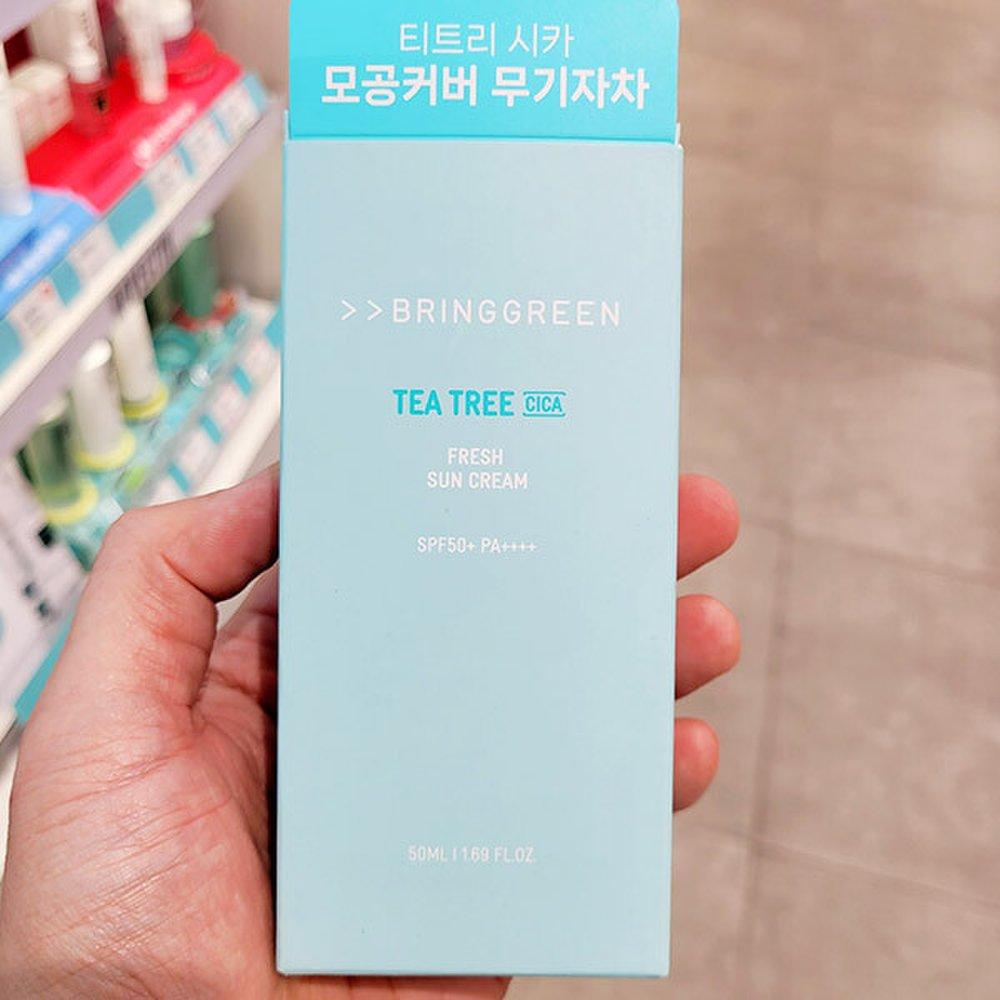 티트리 시카
모공커버 무기자차
>>BRINGGREEN
TEA TREE CICA
FRESH
SUN CREAM
SPF50+ PA++++
50ML I 1.69 FL.OZ.